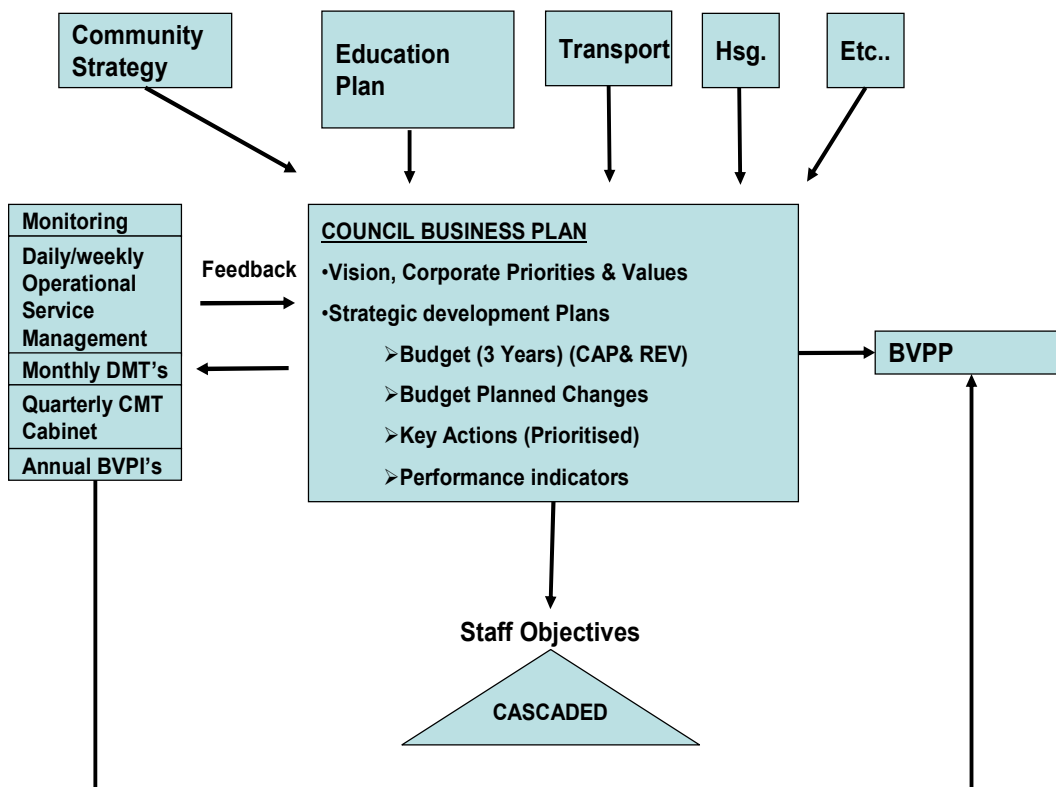 Community
Strategy
Education
Plan
Transport
Hsg.
Etc..
Monitoring
Daily/weekly
Operational
Service
Management
Monthly DMT's
Quarterly CMT
Cabinet
Annual BVPI's
Feedback
COUNCIL BUSINESS PLAN
•Vision, Corporate Priorities & Values
•Strategic development Plans
➢Budget (3 Years) (CAP& REV)
➢Budget Planned Changes
➢Key Actions (Prioritised)
➢Performance indicators
BVPP
Staff Objectives
CASCADED